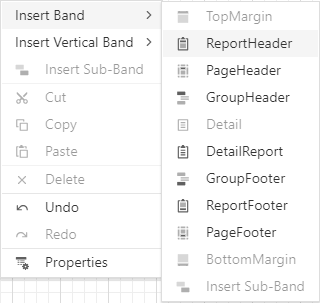 Insert Band
Insert Vertical Band
Insert Sub-Band
Cut
Copy
Paste
Delete
Undo
Redo
Properties
TopMargin
ReportHeader
PageHeader
GroupHeader
Detail
DetailReport
GroupFooter
ReportFooter
PageFooter
BottomMargin
Insert Sub-Band